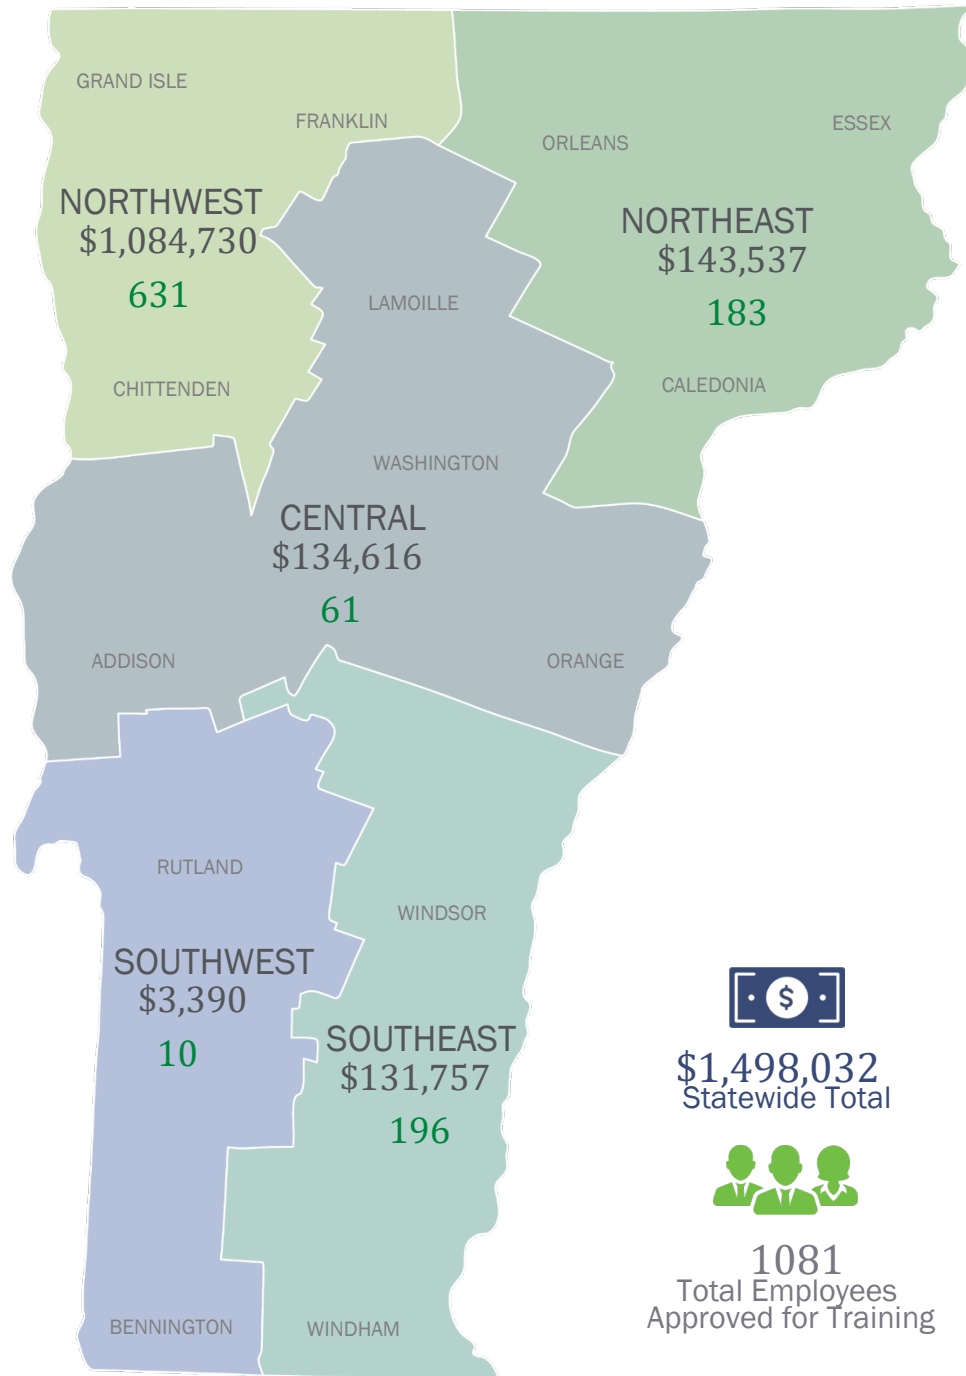 GRAND ISLE
FRANKLIN
ORLEANS
ESSEX
NORTHWEST
$1,084,730
631
NORTHEAST
$143,537
183
LAMOILLE
CHITTENDEN
CALEDONIA
WASHINGTON
CENTRAL
$134,616
61
ADDISON
ORANGE
RUTLAND
WINDSOR
SOUTHWEST
$3,390
10
SOUTHEAST
$131,757
196
BENNINGTON
WINDHAM
$
$1,498,032
Statewide Total
1081
Total Employees
Approved for Training